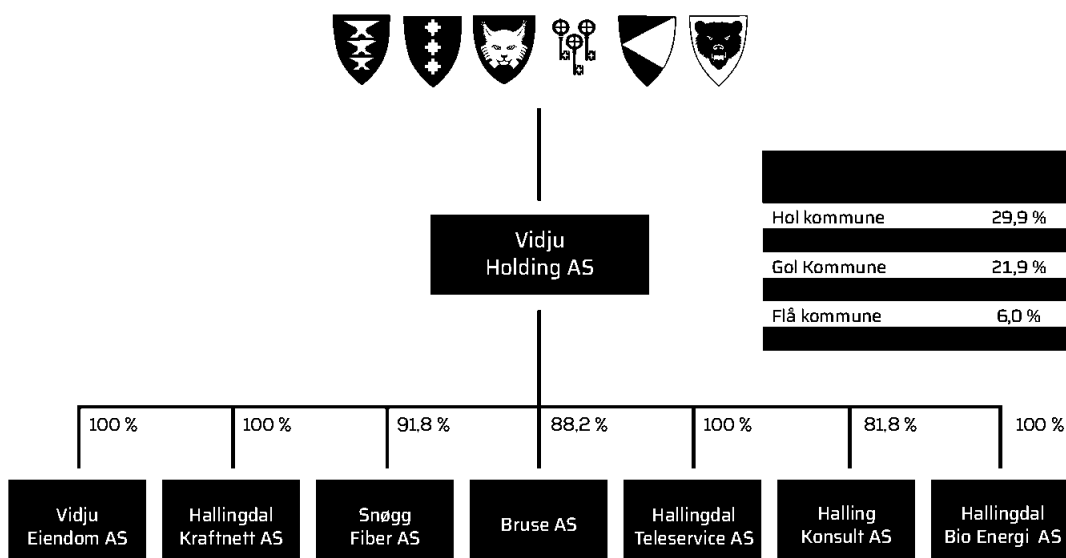 Vidju
Holding AS
Hol kommune 29,9 %
Gol Kommune 21,9 %
Flå kommune 6,0 %
100 % 100 % 91,8 % 88,2 % 100 % 81,8 % 100 %
Vidju
Eiendom AS
Hallingdal
Kraftnett AS
Snøgg
Fiber AS
Bruse AS
Hallingdal
Teleservice AS
Halling
Konsult AS
Hallingdal
Bio Energi AS